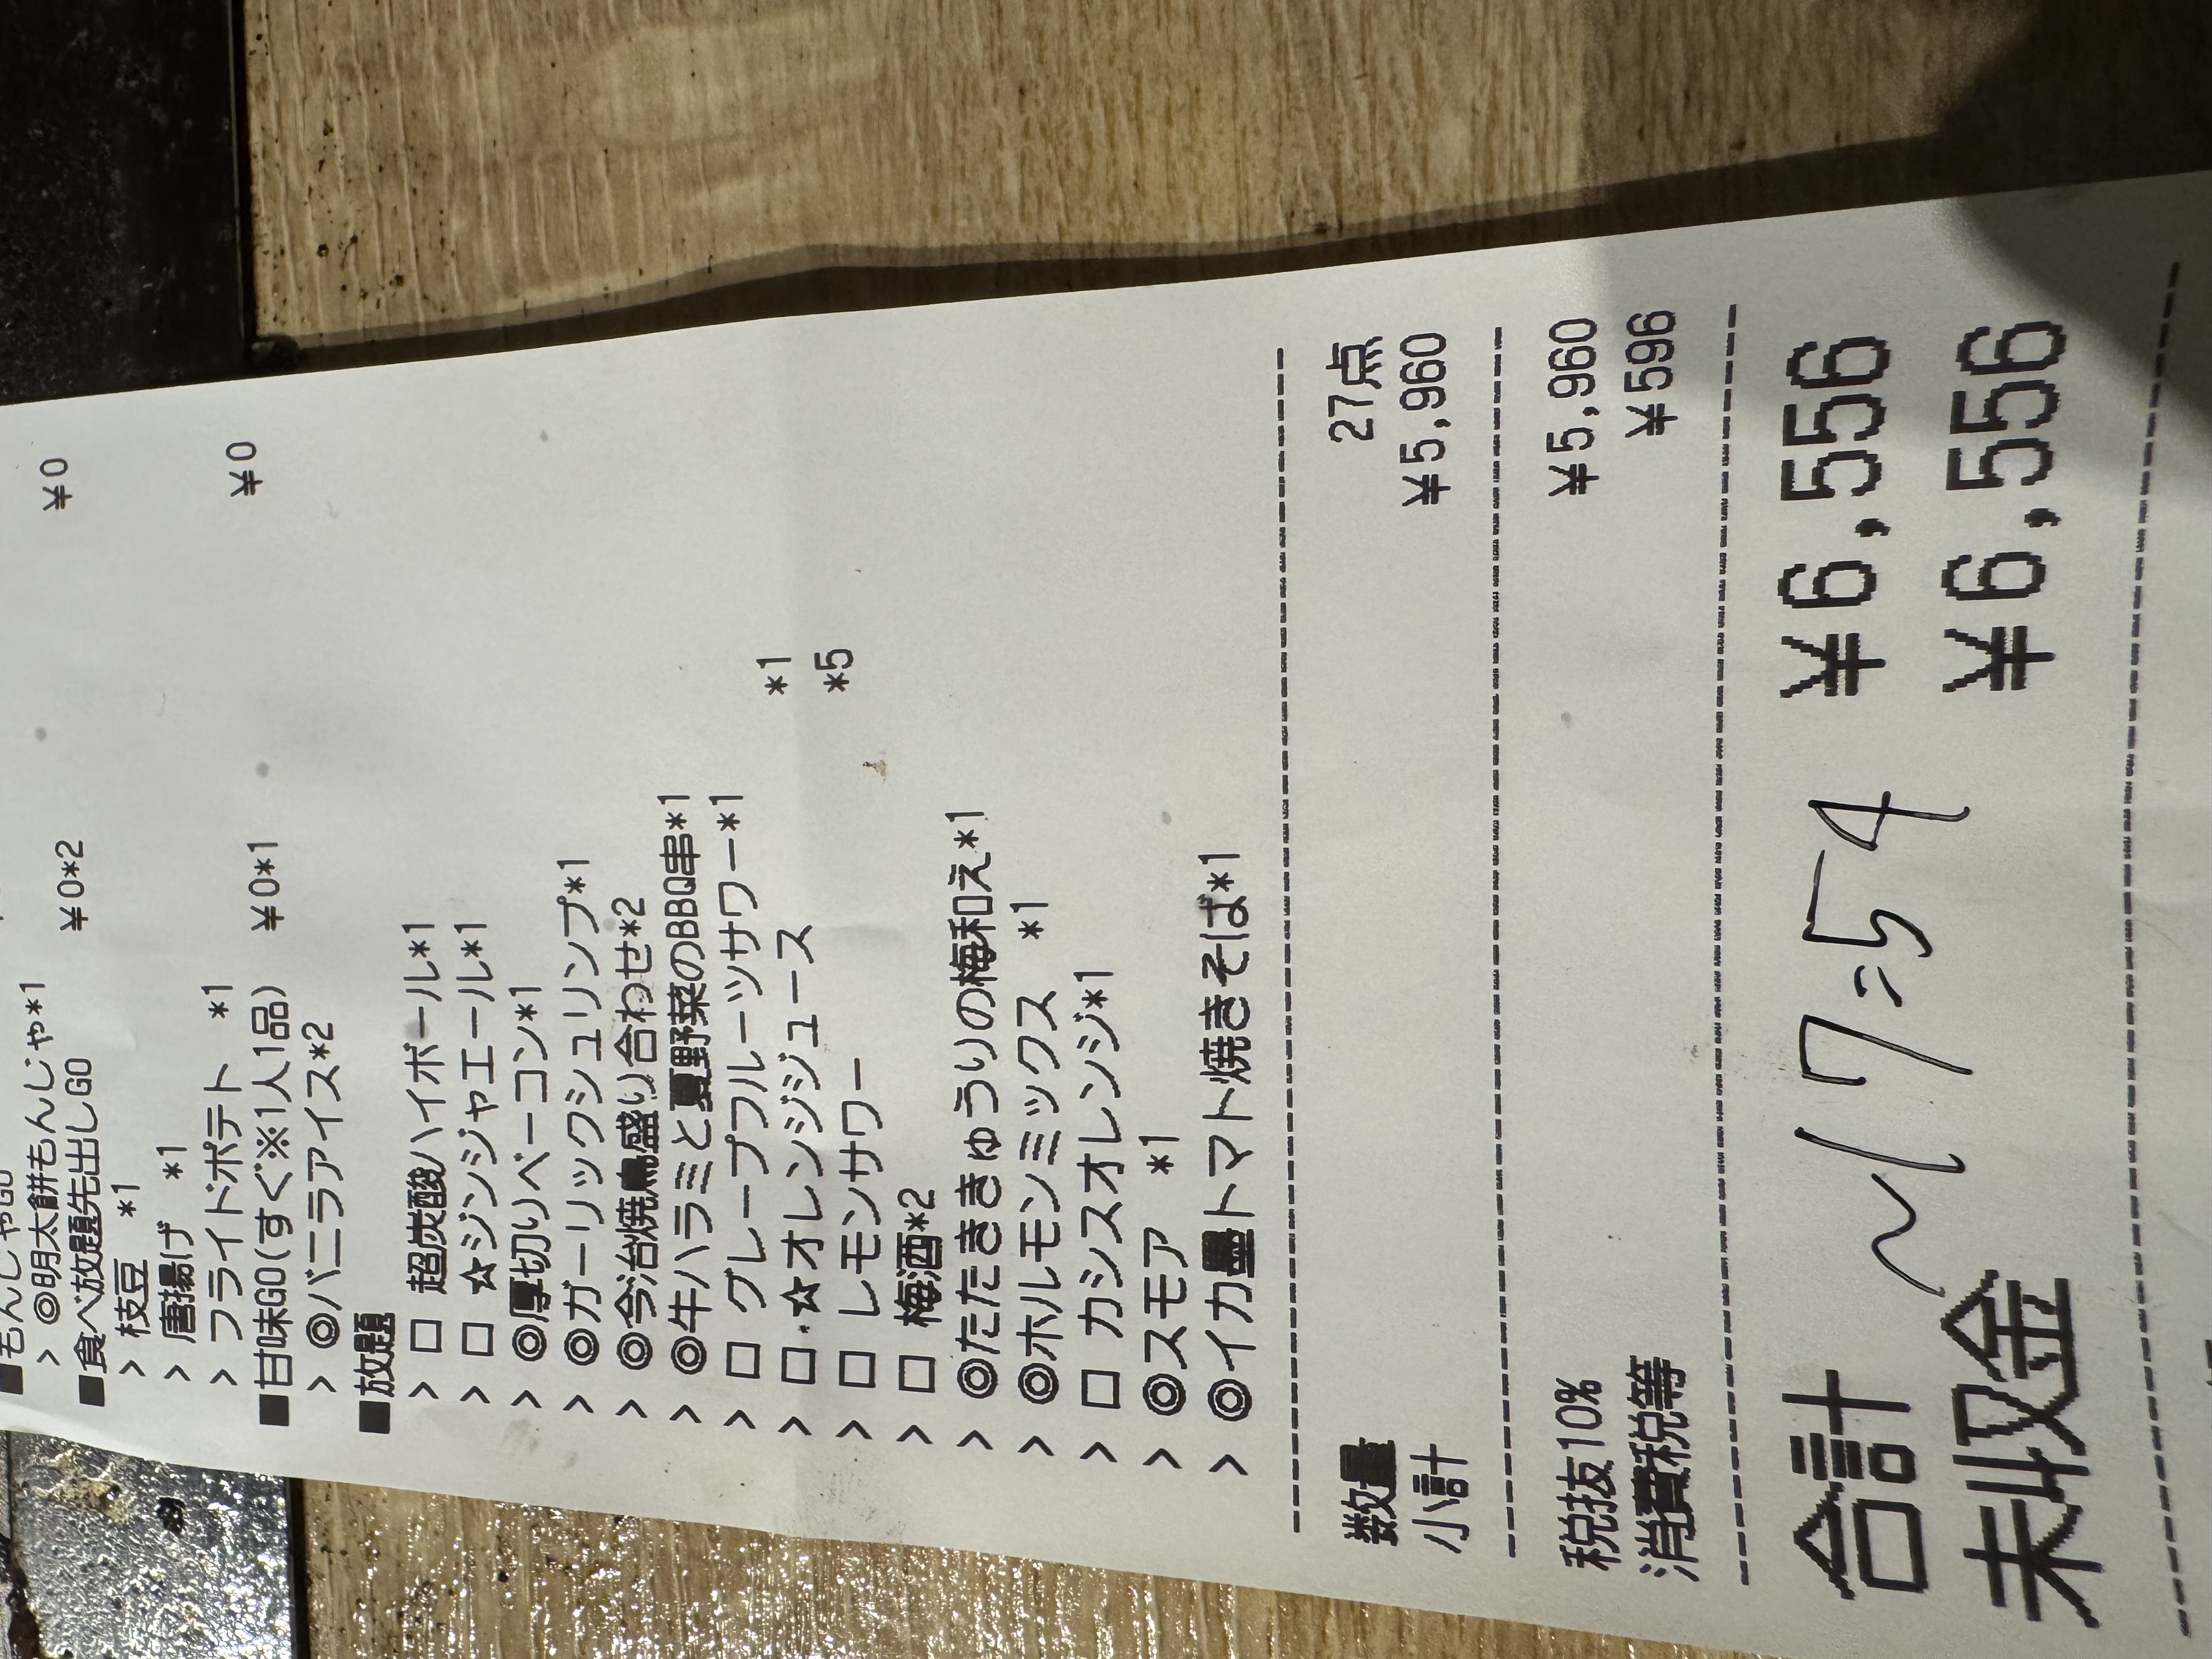 ■もんじゃGO
> ◎明太餅もんじゃ*1
¥0
■食べ放題先出しGO
¥0*2
> 枝豆 *1
> 唐揚げ *1
> フライドポテト *1
■甘味GO(すぐ※1人1品) ¥0*1 ¥0
> ◎バニラアイス*2
■放題
> □ 超炭酸ハイボール*1
> □ ☆ジンジャエール*1
> ◎厚切りベーコン*1
> ◎ガーリックシュリンプ*1
> ◎今治焼鳥盛り合わせ*2
> ◎牛ハラミと夏野菜のBBQ串*1
> □ グレープフルーツサワー*1
> □.☆オレンジジュース *1
> □ レモンサワー *5
> □ 梅酒*2
> ◎たたききゅうりの梅和え*1
> ◎ホルモンミックス *1
> □ カシスオレンジ*1
> ◎スモア *1
> ◎イカ墨トマト焼きそば*1
数量 27点
小計 ¥5,960
税抜10% ¥5,960
消費税等 ¥596
合計 ¥6,556
~17:54
未収金 ¥6,556